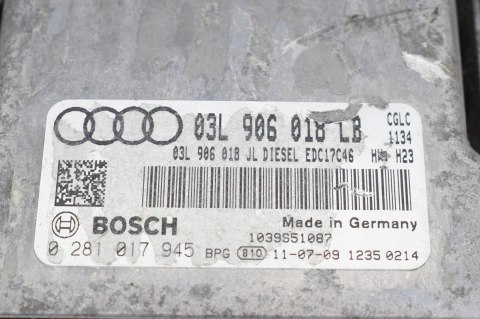 03L 906 018 LB CGLC
1134
03L 906 018 JL DIESEL EDC17C46 H23
BOSCH Made in Germany
1039S51087
0 281 017 945 BPG 810 11-07-09 1235 0214